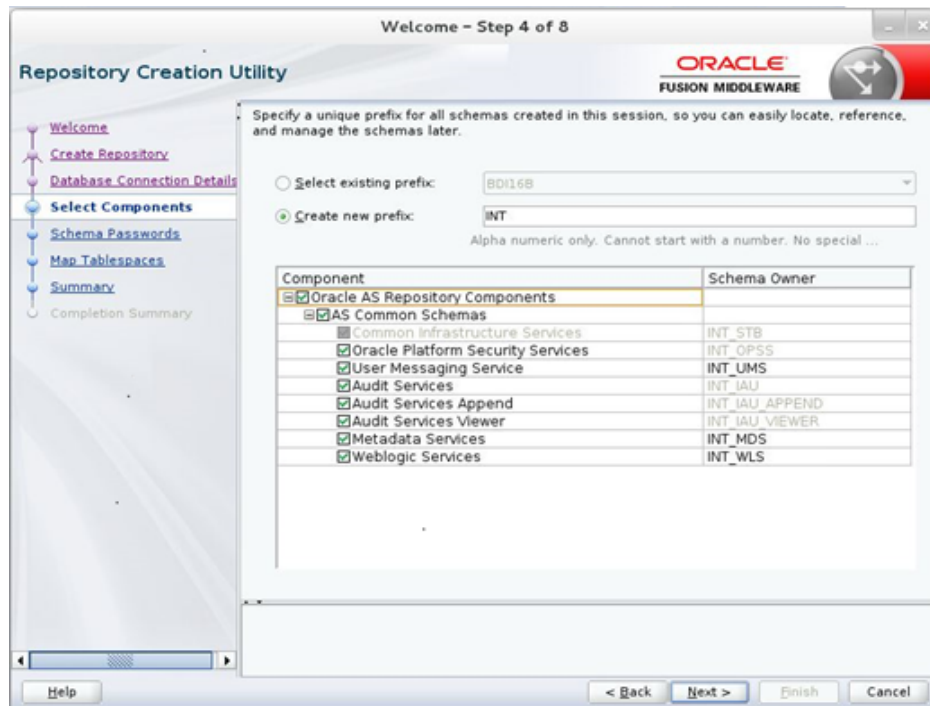 Welcome - Step 4 of 8
Repository Creation Utility
ORACLE
FUSION MIDDLEWARE
Welcome
Create Repository
Database Connection Details
Select Components
Schema Passwords
Map Tablespaces
Summary
Completion Summary
Specify a unique prefix for all schemas created in this session, so you can easily locate, reference,
and manage the schemas later.
Select existing prefix: BDI16B
Create new prefix: INT
Alpha numeric only. Cannot start with a number. No special ...
Component Schema Owner
Oracle AS Repository Components
AS Common Schemas
Common Infrastructure Services INT_STB
Oracle Platform Security Services INT_OPSS
User Messaging Service INT_UMS
Audit Services INT_IAU
Audit Services Append INT_IAU_APPEND
Audit Services Viewer INT_IAU_VIEWER
Metadata Services INT_MDS
Weblogic Services INT_WLS
Help < Back Next > Finish Cancel